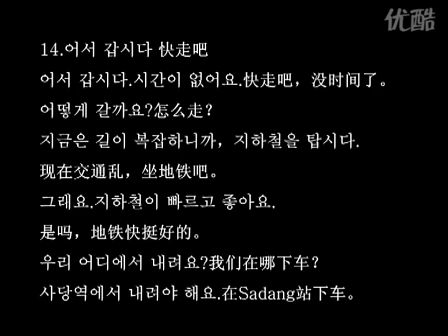 优酷
14.어서 갑시다 快走吧
어서 갑시다.시간이 없어요.快走吧，没时间了。
어떻게 갈까요?怎么走？
지금은 길이 복잡하니까，지하철을 탑시다.
现在交通乱，坐地铁吧。
그래요.지하철이 빠르고 좋아요.
是吗，地铁快挺好的。
우리 어디에서 내려요?我们在哪下车？
사당역에서 내려야 해요.在Sadang站下车。